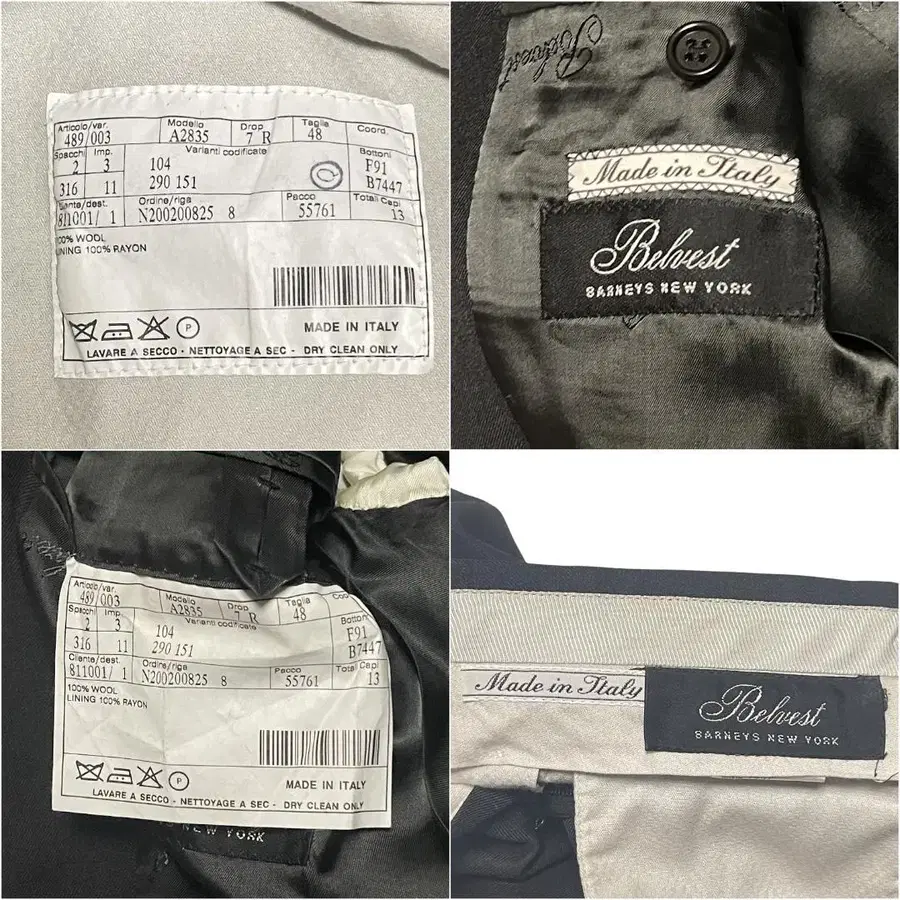 Articolo/var. Modello Drop Taglia Coord.
489/003 A2835 7 R 48
Spacchi Imp. Varianti codificate Bottoni
2 3 104 F91
316 11 290 151 B7447
Cliente/dest. Ordine/riga Pacco Totali Capi
811001/ 1 N200200825 8 55761 13
100% WOOL
LINING 100% RAYON
MADE IN ITALY
LAVARE A SECCO - NETTOYAGE A SEC - DRY CLEAN ONLY
Belvest
Made in Italy
Belvest
BARNEYS NEW YORK
Articolo/var. Modello Drop Taglia Coo
489/003 A2835 7 R 48
Spacchi Imp. Varianti codificate Bottoni
2 3 104 F91
316 11 290 151 B7447
Cliente/dest. Ordine/riga Pacco Totali Capi
811001/ 1 N200200825 8 55761 13
100% WOOL
LINING 100% RAYON
MADE IN ITALY
LAVARE A SECCO - NETTOYAGE A SEC - DRY CLEAN ONLY
NEW YORK
Made in Italy
Belvest
BARNEYS NEW YORK